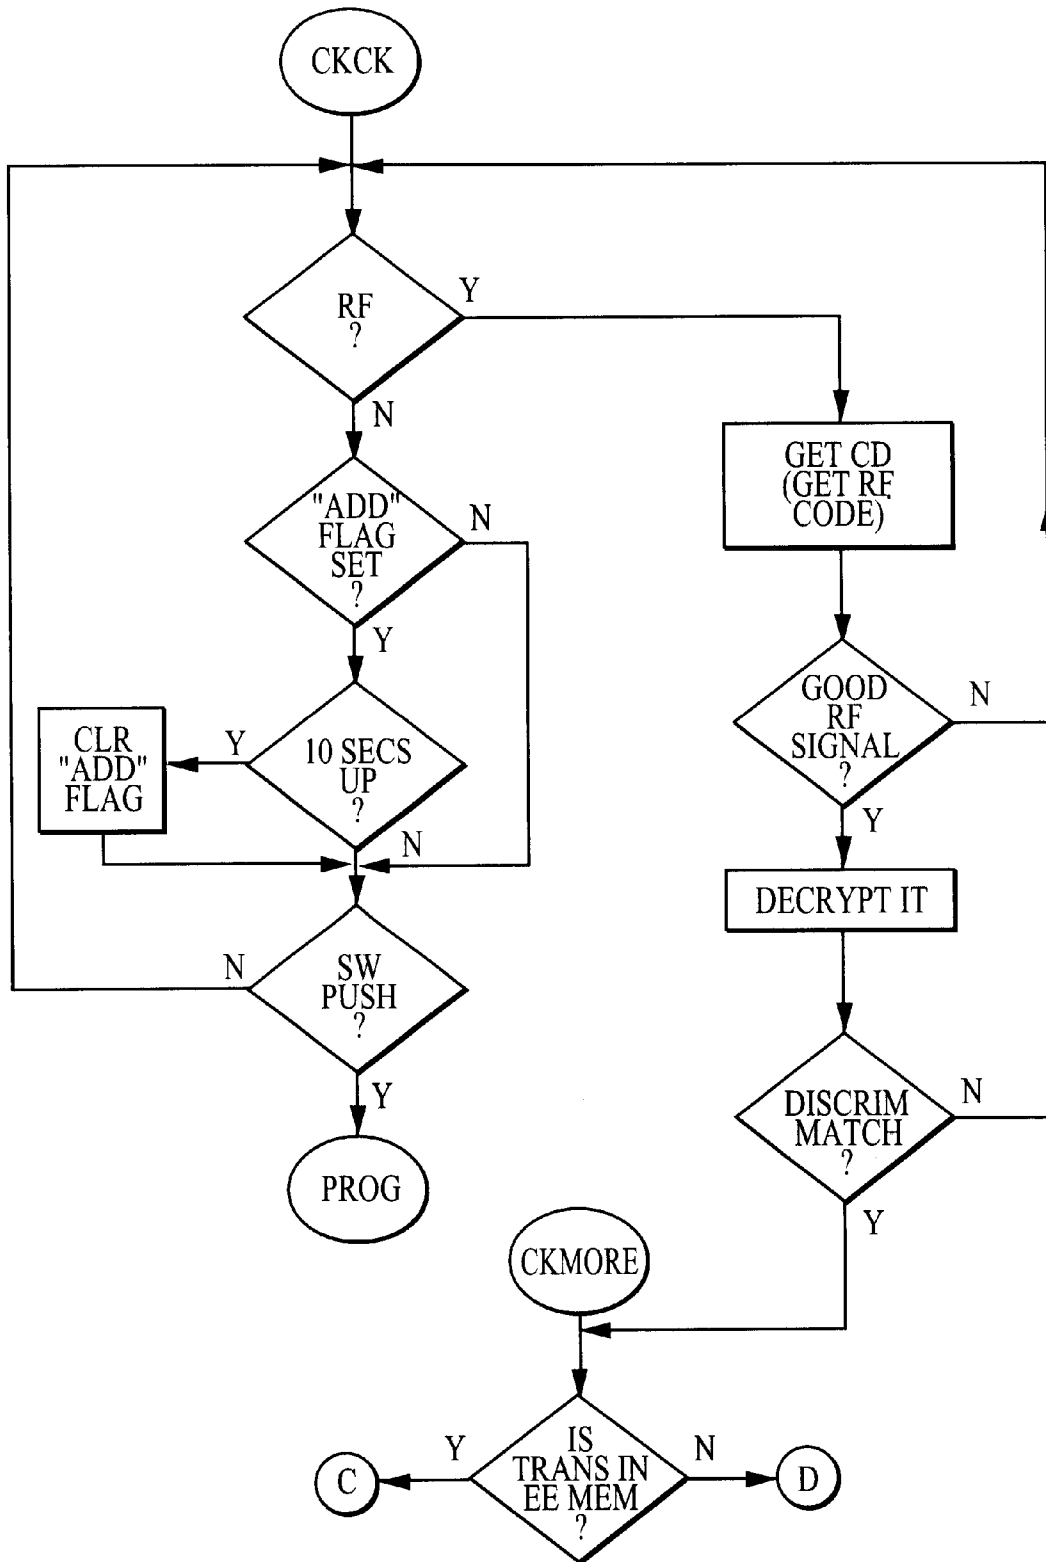 CKCK
RF
?
Y
N
"ADD"
FLAG
SET
?
N
Y
10 SECS
UP
?
Y
N
CLR
"ADD"
FLAG
SW
PUSH
?
N
Y
PROG
GET CD
(GET RF
CODE)
GOOD
RF
SIGNAL
?
N
Y
DECRYPT IT
DISCRIM
MATCH
?
N
Y
CKMORE
IS
TRANS IN
EE MEM
?
Y
N
C
D